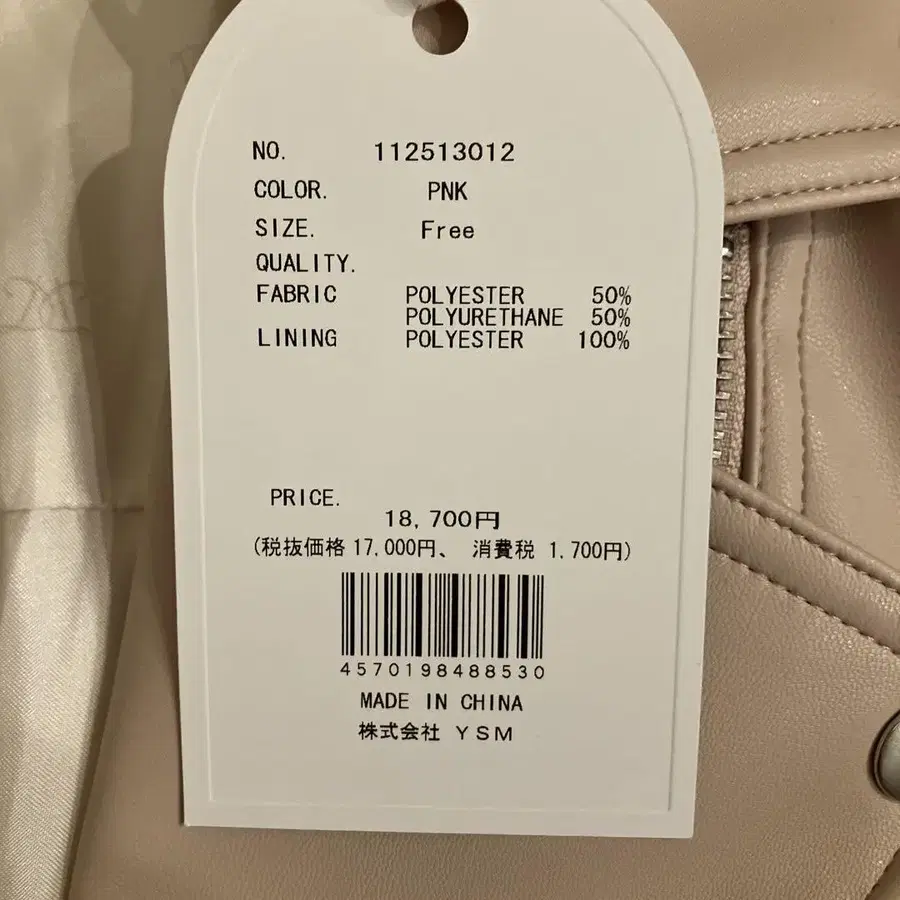 NO. 112513012
COLOR. PNK
SIZE. Free
QUALITY.
FABRIC POLYESTER 50%
POLYURETHANE 50%
LINING POLYESTER 100%
PRICE.
18,700円
(税抜価格 17,000円、 消費税 1,700円)
4570198488530
MADE IN CHINA
株式会社 YSM